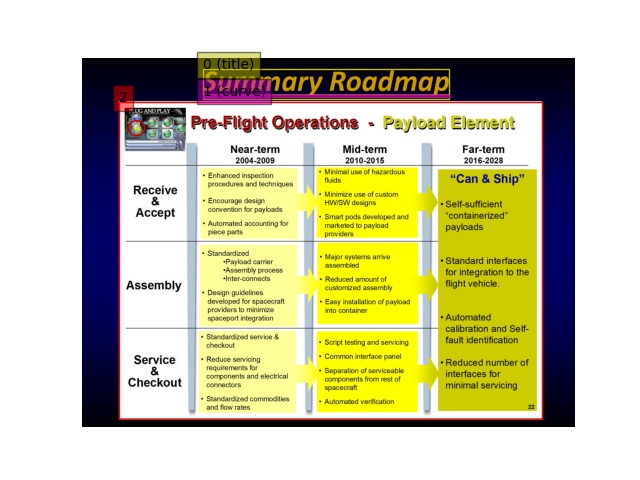 0 (title)
Summary Roadmap
1 (curve)
2
PLUG AND PLAY
Pre-Flight Operations - Payload Element
Near-term
2004-2009
Mid-term
2010-2015
Far-term
2016-2028
Receive
&
Accept
• Enhanced inspection
procedures and techniques
• Encourage design
convention for payloads
• Automated accounting for
piece parts
• Minimal use of hazardous
fluids
• Minimize use of custom
HW/SW designs
• Smart pods developed and
marketed to payload
providers
Assembly
• Standardized
•Payload carrier
•Assembly process
•Inter-connects
• Design guidelines
developed for spacecraft
providers to minimize
spaceport integration
• Major systems arrive
assembled
• Reduced amount of
customized assembly
• Easy installation of payload
into container
Service
&
Checkout
• Standardized service &
checkout
• Reduce servicing
requirements for
components and electrical
connectors
• Standardized commodities
and flow rates
• Script testing and servicing
• Common interface panel
• Separation of serviceable
components from rest of
spacecraft
• Automated verification
“Can & Ship”
• Self-sufficient
“containerized”
payloads
• Standard interfaces
for integration to the
flight vehicle.
• Automated
calibration and Self-
fault identification
• Reduced number of
interfaces for
minimal servicing
22